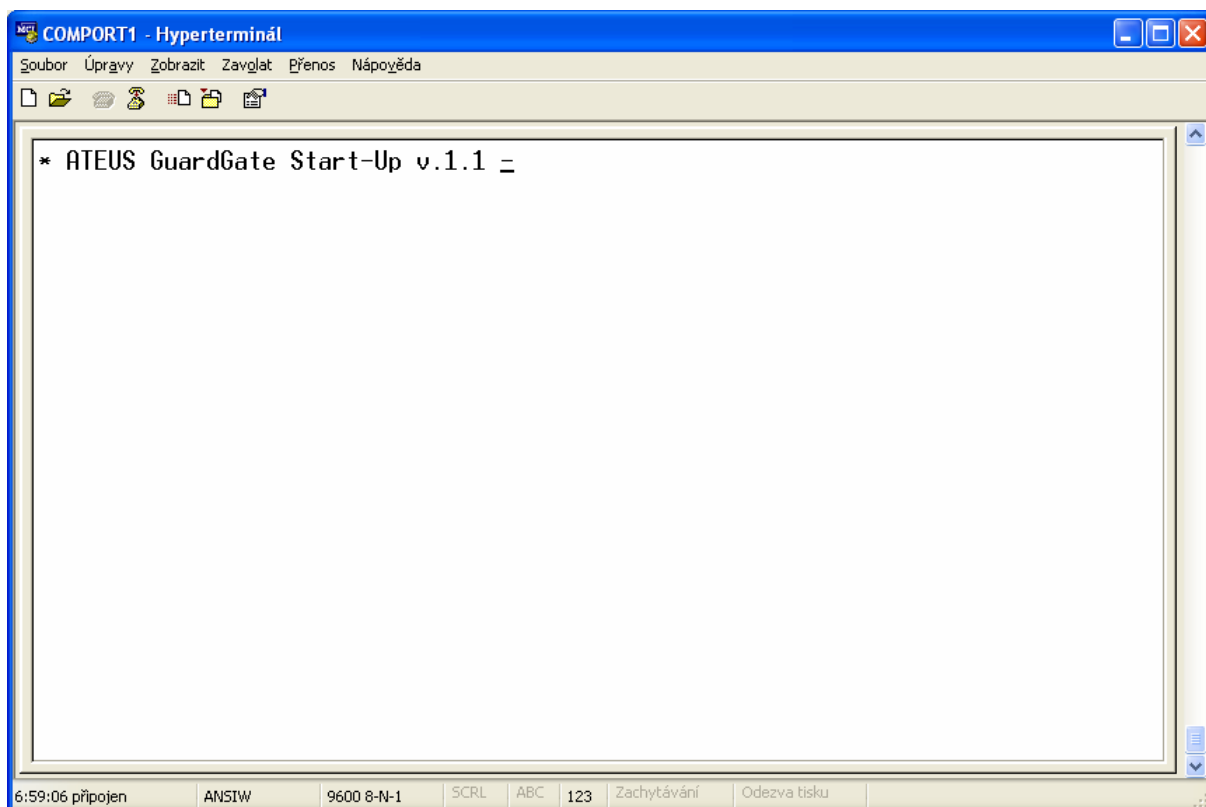 COMPORT1 - Hyperterminál
Soubor Úpravy Zobrazit Zavolat Přenos Nápověda
* ATEUS GuardGate Start-Up v.1.1 -
6:59:06 připojen ANSIW 9600 8-N-1 SCRL ABC 123 Zachytávání Odezva tisku